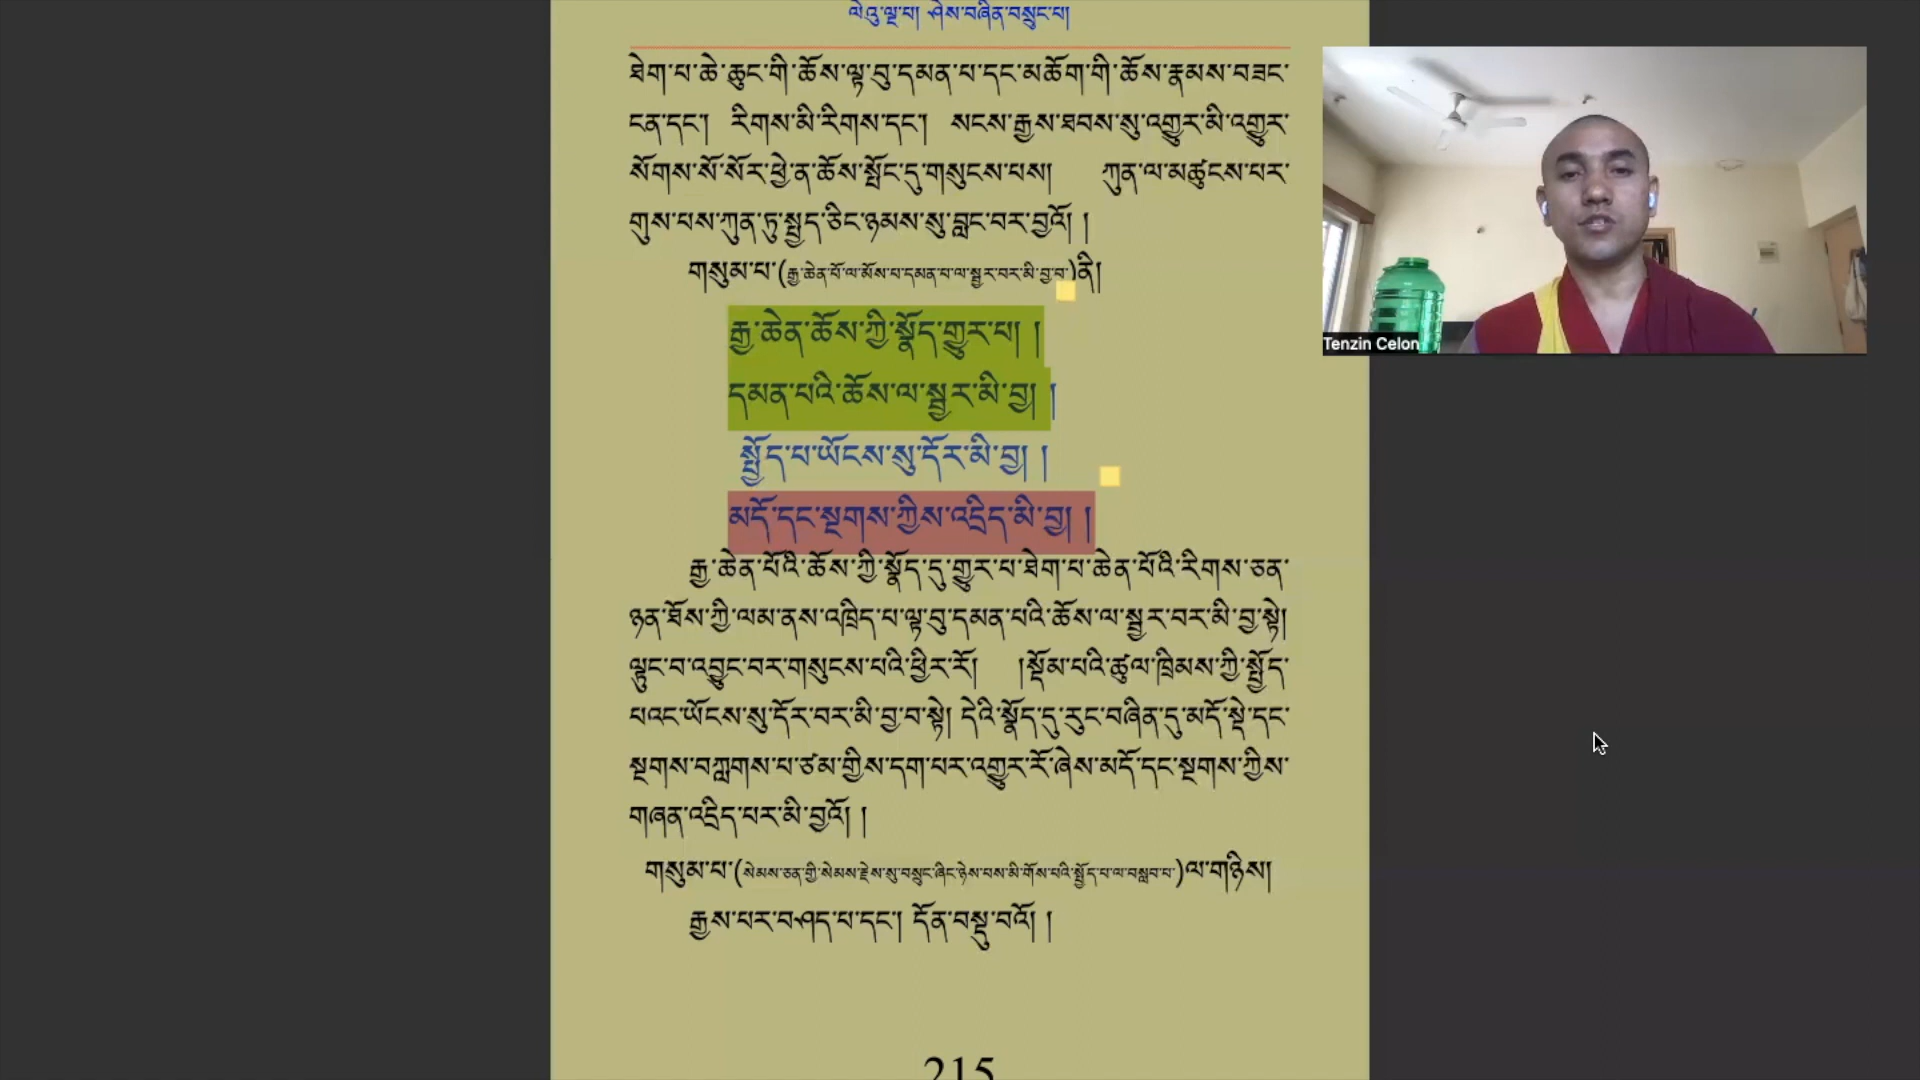 ལེའུ་ལྔ་པ། ཤེས་བཞིན་བསྲུང་པ།
ཐེག་པ་ཆེ་ཆུང་གི་ཆོས་ལྟ་བུ་དམན་པ་དང་མཆོག་གི་ཆོས་རྣམས་བཟང་
ངན་དང་། རིགས་མི་རིགས་དང་། སངས་རྒྱས་ཐབས་སུ་འགྱུར་མི་འགྱུར་
སོགས་སོ་སོར་ཕྱེ་ན་ཆོས་སྤོང་དུ་གསུངས་པས། ཀུན་ལ་མཚུངས་པར་
གུས་པས་ཀུན་ཏུ་སྤྱད་ཅིང་ཉམས་སུ་བླང་བར་བྱའོ། །
གསུམ་པ་(རྒྱ་ཆེན་པོ་ལ་མོས་པ་དམན་པ་ལ་སྦྱར་བར་མི་བྱ་བ་)ནི།
རྒྱ་ཆེན་ཆོས་ཀྱི་སྣོད་གྱུར་པ། །
དམན་པའི་ཆོས་ལ་སྦྱར་མི་བྱ། །
སྤྱོད་པ་ཡོངས་སུ་དོར་མི་བྱ། །
མདོ་དང་སྔགས་ཀྱིས་འདྲིད་མི་བྱ། །
རྒྱ་ཆེན་པོའི་ཆོས་ཀྱི་སྣོད་དུ་གྱུར་པ་ཐེག་པ་ཆེན་པོའི་རིགས་ཅན་
ཉན་ཐོས་ཀྱི་ལམ་ནས་འཁྲིད་པ་ལྟ་བུ་དམན་པའི་ཆོས་ལ་སྦྱར་བར་མི་བྱ་སྟེ།
ལྟུང་བ་འབྱུང་བར་གསུངས་པའི་ཕྱིར་རོ། །སྡོམ་པའི་ཚུལ་ཁྲིམས་ཀྱི་སྤྱོད་
པའང་ཡོངས་སུ་དོར་བར་མི་བྱ་བ་སྟེ། དེའི་སྣོད་དུ་རུང་བཞིན་དུ་མདོ་སྡེ་དང་
སྔགས་བཀླགས་པ་ཙམ་གྱིས་དག་པར་འགྱུར་རོ་ཞེས་མདོ་དང་སྔགས་ཀྱིས་
གཞན་འདྲིད་པར་མི་བྱའོ། །
གསུམ་པ་(སེམས་ཅན་གྱི་སེམས་རྗེས་སུ་བསྲུང་ཞིང་ཉེས་པས་མི་གོས་པའི་སྤྱོད་པ་ལ་བསླབ་པ་)ལ་གཉིས།
རྒྱས་པར་བཤད་པ་དང་། དོན་བསྡུ་བའོ། །
215
Tenzin Celon